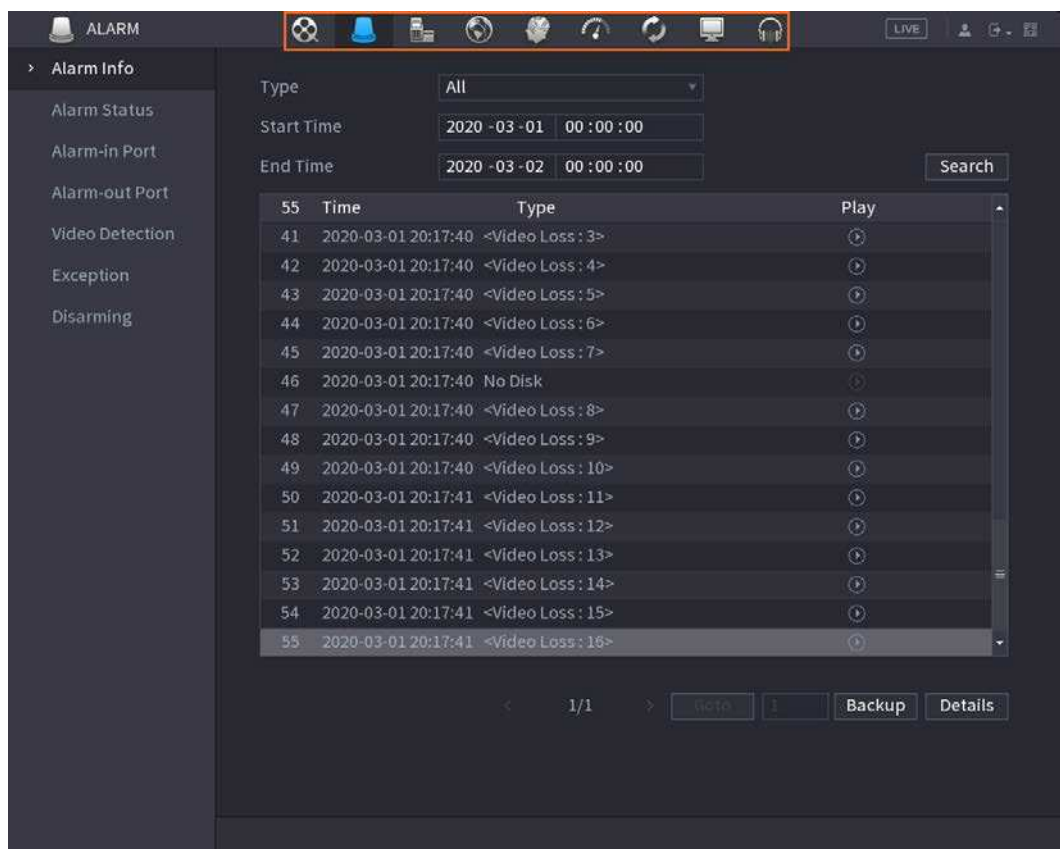 ALARM LIVE
Alarm Info
Alarm Status
Alarm-in Port
Alarm-out Port
Video Detection
Exception
Disarming
Type All
Start Time 2020 -03 -01 00 :00 :00
End Time 2020 -03 -02 00 :00 :00 Search
55 Time Type Play
41 2020-03-01 20:17:40 <Video Loss : 3>
42 2020-03-01 20:17:40 <Video Loss : 4>
43 2020-03-01 20:17:40 <Video Loss : 5>
44 2020-03-01 20:17:40 <Video Loss : 6>
45 2020-03-01 20:17:40 <Video Loss : 7>
46 2020-03-01 20:17:40 No Disk
47 2020-03-01 20:17:40 <Video Loss : 8>
48 2020-03-01 20:17:40 <Video Loss : 9>
49 2020-03-01 20:17:40 <Video Loss : 10>
50 2020-03-01 20:17:41 <Video Loss : 11>
51 2020-03-01 20:17:41 <Video Loss : 12>
52 2020-03-01 20:17:41 <Video Loss : 13>
53 2020-03-01 20:17:41 <Video Loss : 14>
54 2020-03-01 20:17:41 <Video Loss : 15>
55 2020-03-01 20:17:41 <Video Loss : 16>
< 1/1 > Goto 1 Backup Details